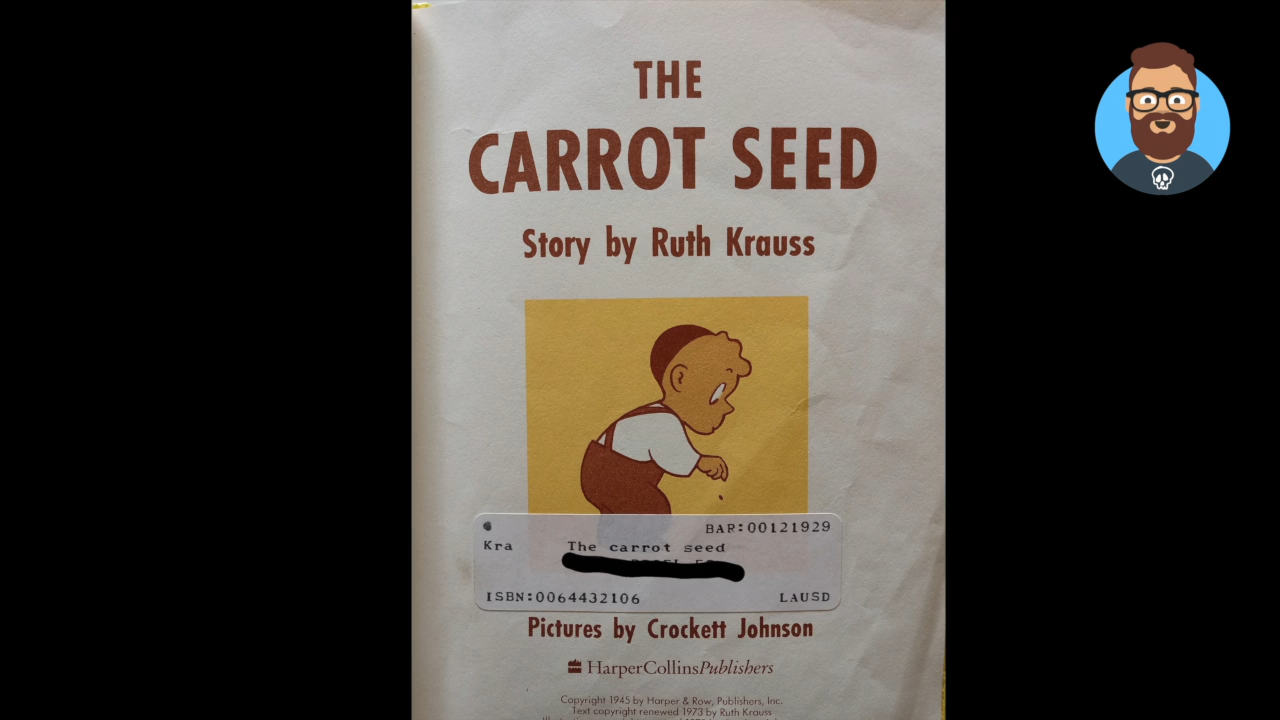 THE
CARROT SEED
Story by Ruth Krauss
BAR:00121929
Kra The carrot seed
ISBN:0064432106 LAUSD
Pictures by Crockett Johnson
HarperCollinsPublishers
Copyright 1945 by Harper & Row, Publishers, Inc.
Text copyright renewed 1973 by Ruth Krauss